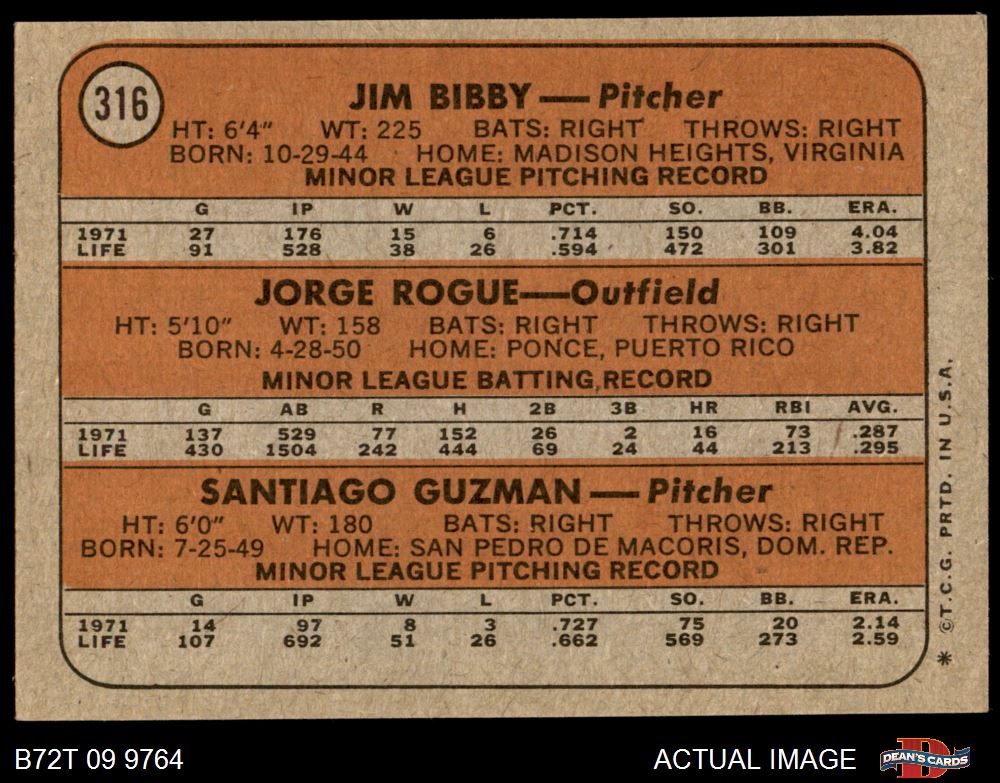 316
JIM BIBBY — Pitcher
HT: 6'4" WT: 225 BATS: RIGHT THROWS: RIGHT
BORN: 10-29-44 HOME: MADISON HEIGHTS, VIRGINIA
MINOR LEAGUE PITCHING RECORD
G IP W L PCT. SO. BB. ERA.
1971 27 176 15 6 .714 150 109 4.04
LIFE 91 528 38 26 .594 472 301 3.82
JORGE ROGUE—Outfield
HT: 5'10" WT: 158 BATS: RIGHT THROWS: RIGHT
BORN: 4-28-50 HOME: PONCE, PUERTO RICO
MINOR LEAGUE BATTING RECORD
G AB R H 2B 3B HR RBI AVG.
1971 137 529 77 152 26 2 16 73 .287
LIFE 430 1504 242 444 69 24 44 213 .295
SANTIAGO GUZMAN — Pitcher
HT: 6'0" WT: 180 BATS: RIGHT THROWS: RIGHT
BORN: 7-25-49 HOME: SAN PEDRO DE MACORIS, DOM. REP.
MINOR LEAGUE PITCHING RECORD
G IP W L PCT. SO. BB. ERA.
1971 14 97 8 3 .727 75 20 2.14
LIFE 107 692 51 26 .662 569 273 2.59
* ©T.C.G. PRTD. IN U.S.A.
B72T 09 9764 ACTUAL IMAGE
D
DEAN'S CARDS